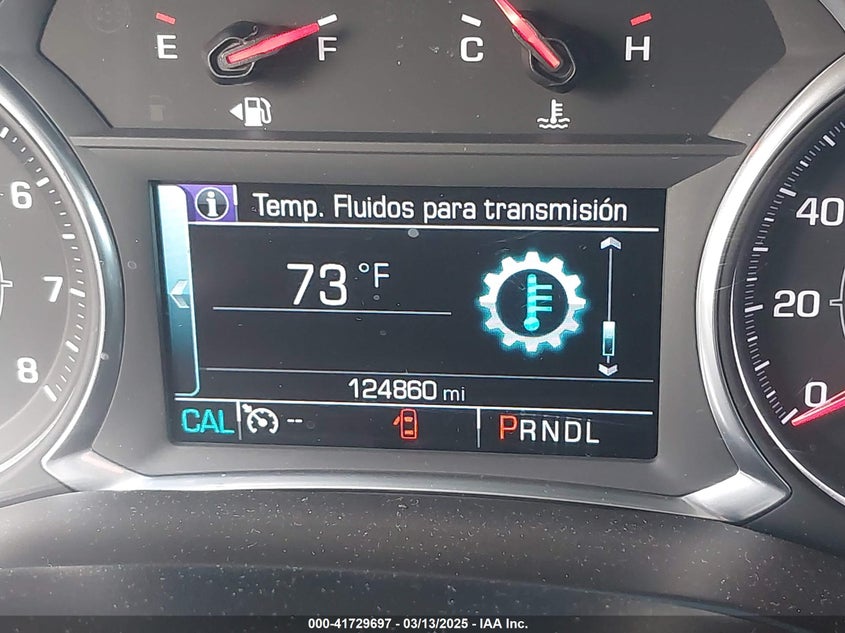 E F C H
6
7
8
Temp. Fluidos para transmisión
73 °F
124860 mi
CAL -- PRNDL
40
20
0
000-41729697 - 03/13/2025 - IAA Inc.